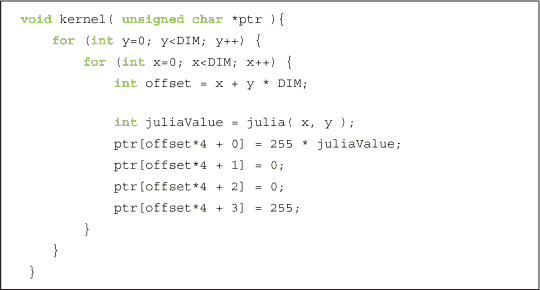 void kernel( unsigned char *ptr ){
    for (int y=0; y<DIM; y++) {
        for (int x=0; x<DIM; x++) {
            int offset = x + y * DIM;

            int juliaValue = julia( x, y );
            ptr[offset*4 + 0] = 255 * juliaValue;
            ptr[offset*4 + 1] = 0;
            ptr[offset*4 + 2] = 0;
            ptr[offset*4 + 3] = 255;
        }
    }
 }